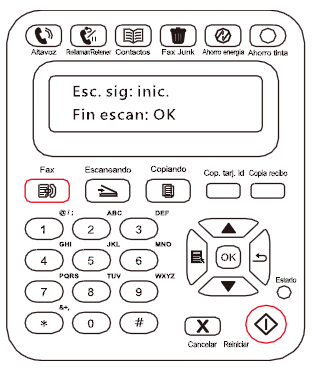 Altavoz Rellamar/Retener Contactos Fax Junk Ahorro energía Ahorro tinta
Esc. sig: inic.
Fin escan: OK
Fax Escaneando Copiando Cop. tarj. Id Copia recibo
@/: ABC DEF
1 2 3
GHI JKL MNO
4 5 6
PQRS TUV WXYZ
7 8 9
&+,
* 0 #
OK
Estado
X
Cancelar Reiniciar